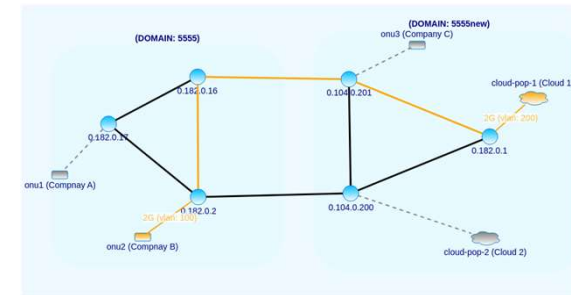 (DOMAIN: 5555new)
(DOMAIN: 5555)
onu3 (Company C)
0.182.0.16
0.104.0.201
cloud-pop-1 (Cloud 1
2G (vlan: 200)
0.182.0.17
0.182.0.1
onu1 (Compnay A)
0.182.0.2
0.104.0.200
2G (vlan: 100)
onu2 (Compnay B)
cloud-pop-2 (Cloud 2)